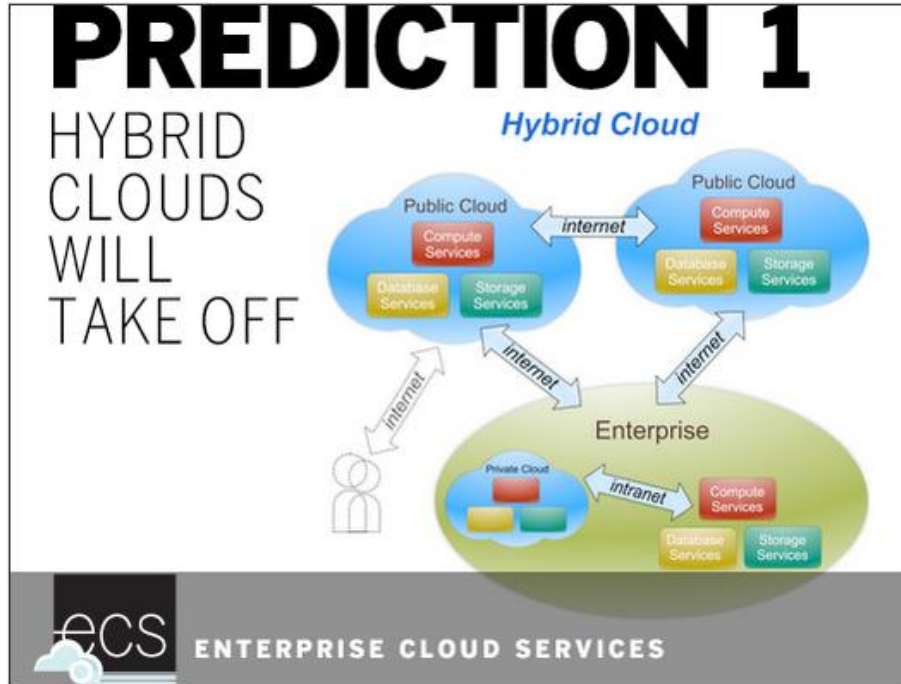 PREDICTION 1
HYBRID
CLOUDS
WILL
TAKE OFF
Hybrid Cloud
Public Cloud
Compute
Services
Database
Services
Storage
Services
internet
Public Cloud
Compute
Services
Database
Services
Storage
Services
internet
internet
internet
Enterprise
Private Cloud
intranet
Compute
Services
Database
Services
Storage
Services
ecs
ENTERPRISE CLOUD SERVICES